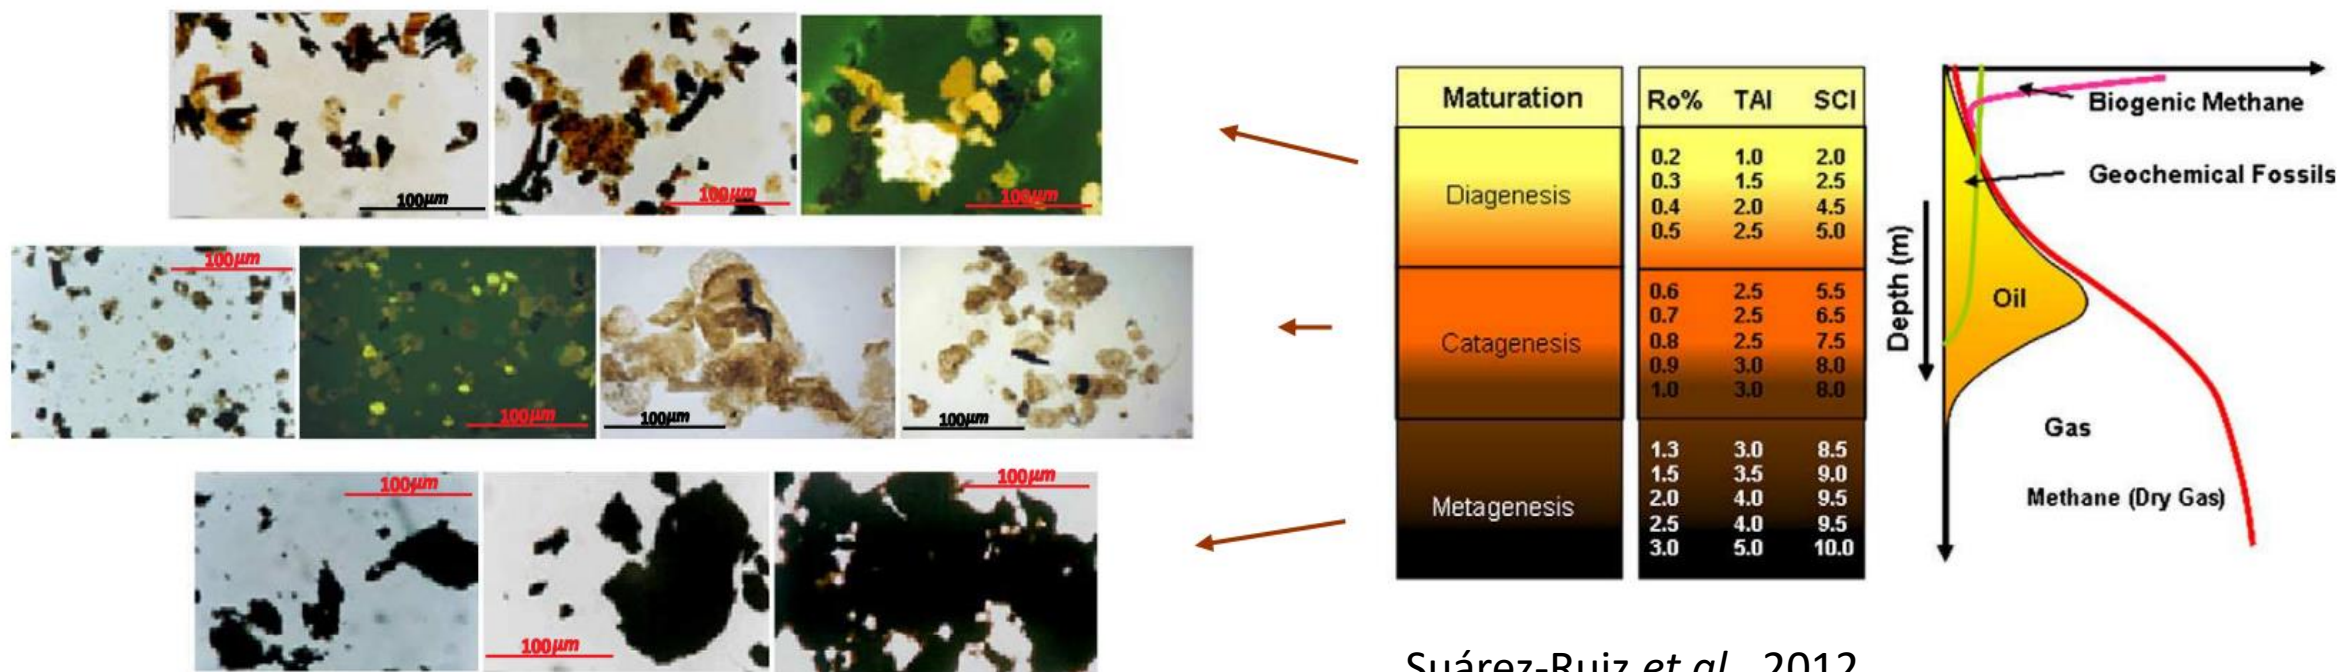 100μm
100μm
100μm
100μm
100μm
100μm
100μm
100μm
100μm
100μm
Maturation
Diagenesis
Catagenesis
Metagenesis
Ro% TAI SCI
0.2 1.0 2.0
0.3 1.5 2.5
0.4 2.0 4.5
0.5 2.5 5.0
0.6 2.5 5.5
0.7 2.5 6.5
0.8 2.5 7.5
0.9 3.0 8.0
1.0 3.0 8.0
1.3 3.0 8.5
1.5 3.5 9.0
2.0 4.0 9.5
2.5 4.0 9.5
3.0 5.0 10.0
Depth (m)
Biogenic Methane
Geochemical Fossils
Oil
Gas
Methane (Dry Gas)
Suárez-Ruiz et al., 2012